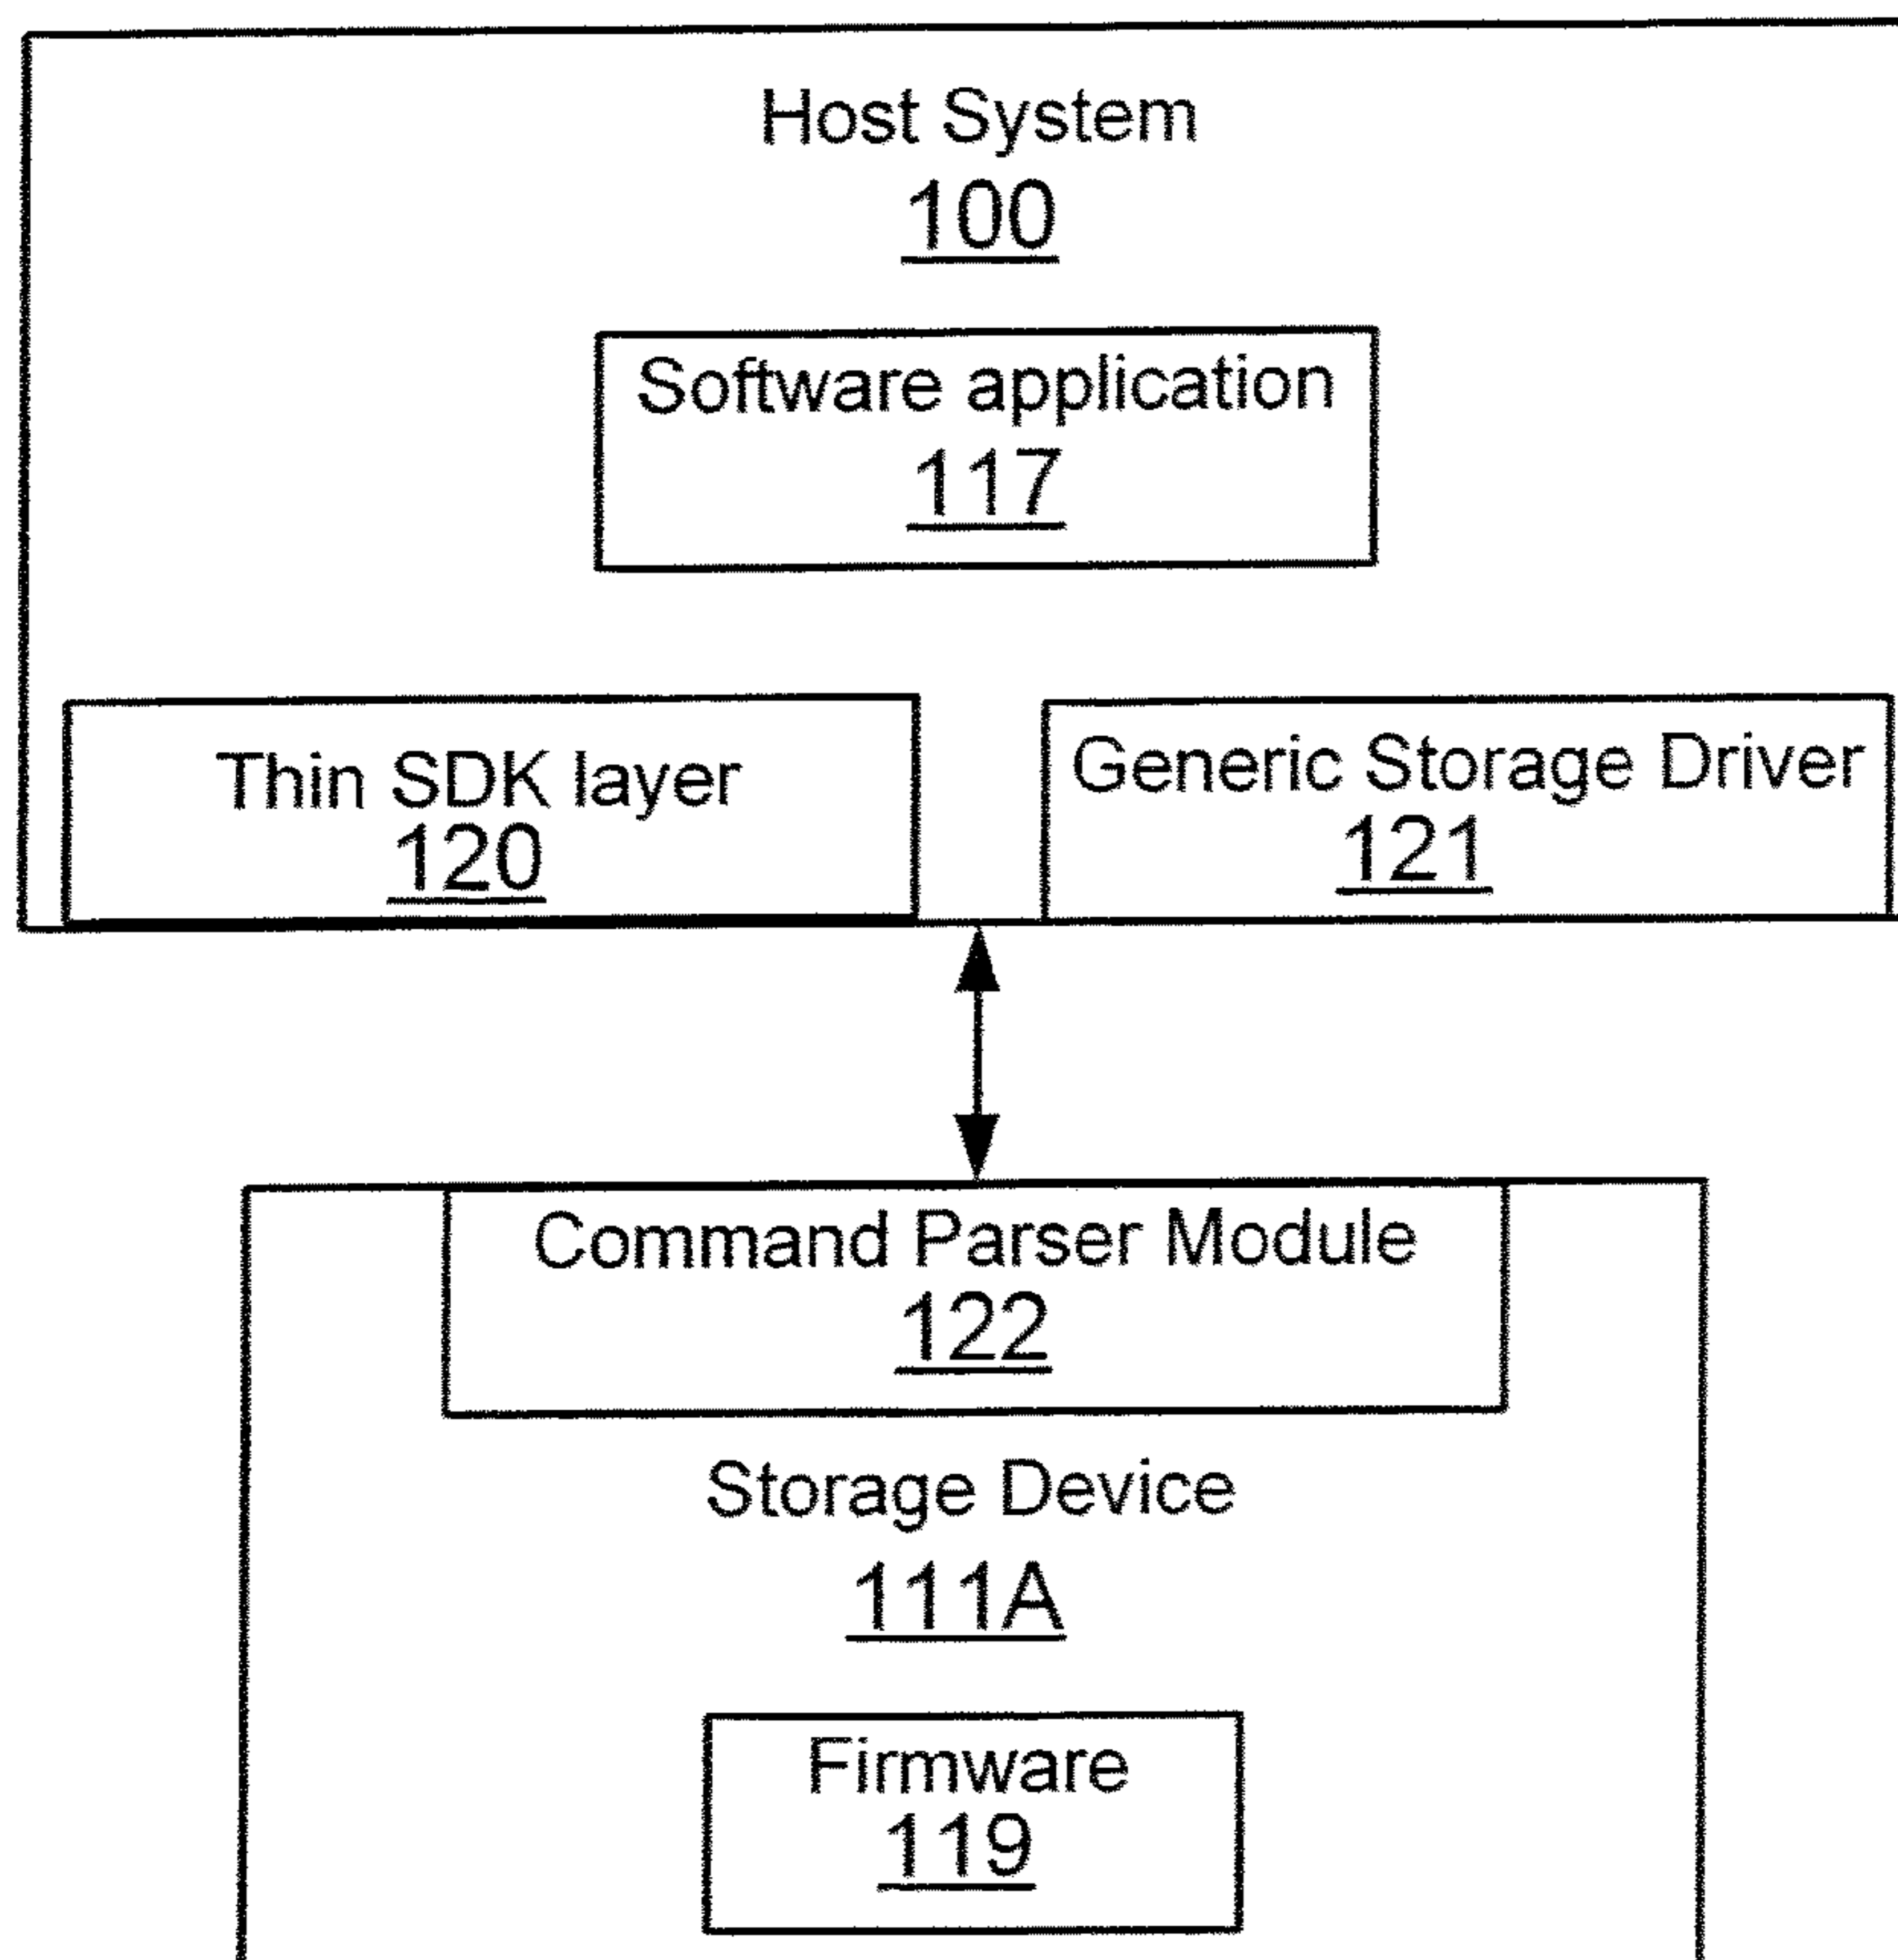 Host System
100
Software application
117
Thin SDK layer
120
Generic Storage Driver
121
Command Parser Module
122
Storage Device
111A
Firmware
119